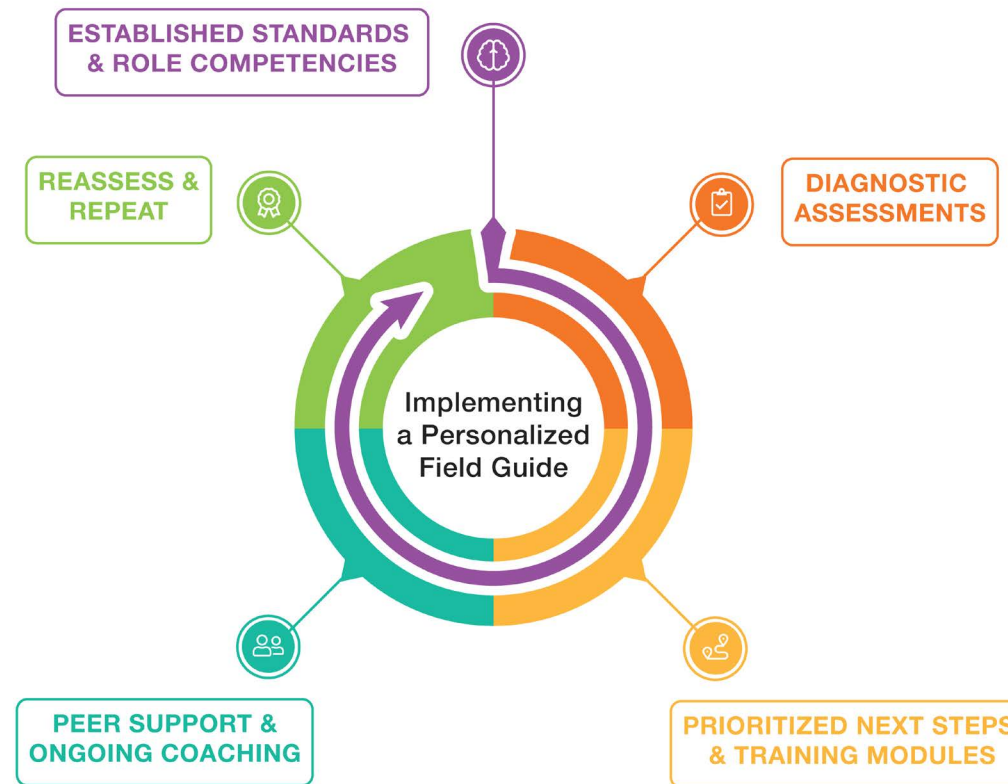 ESTABLISHED STANDARDS
& ROLE COMPETENCIES
REASSESS &
REPEAT
DIAGNOSTIC
ASSESSMENTS
Implementing
a Personalized
Field Guide
PEER SUPPORT &
ONGOING COACHING
PRIORITIZED NEXT STEPS
& TRAINING MODULES